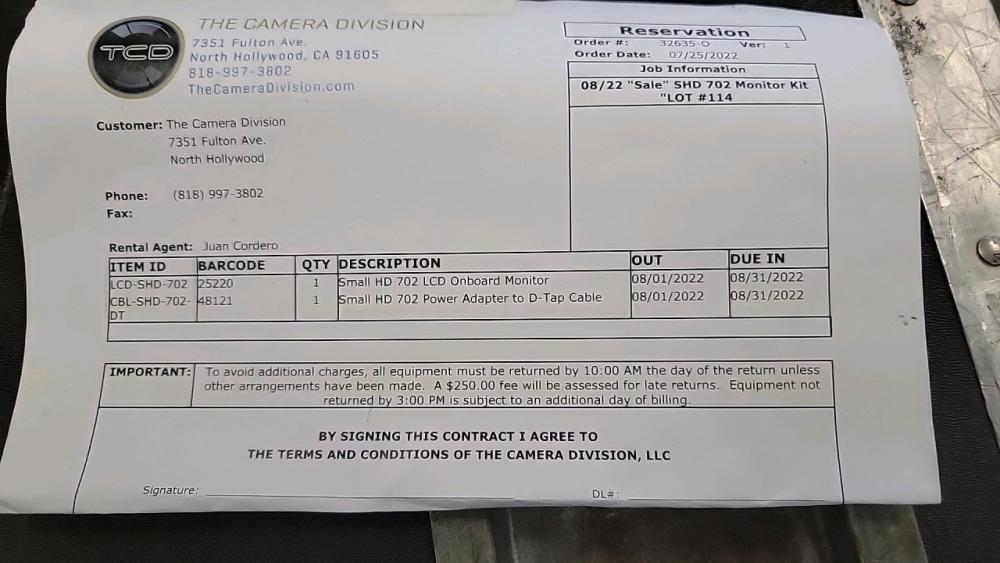 TCD
THE CAMERA DIVISION
7351 Fulton Ave.
North Hollywood, CA 91605
818-997-3802
TheCameraDivision.com
Reservation
Order #: 32635-O Ver: 1
Order Date: 07/25/2022
Job Information
08/22 "Sale" SHD 702 Monitor Kit
"LOT #114
Customer: The Camera Division
7351 Fulton Ave.
North Hollywood
Phone: (818) 997-3802
Fax:
Rental Agent: Juan Cordero
ITEM ID BARCODE QTY DESCRIPTION OUT DUE IN
LCD-SHD-702 25220 1 Small HD 702 LCD Onboard Monitor 08/01/2022 08/31/2022
CBL-SHD-702- 48121 1 Small HD 702 Power Adapter to D-Tap Cable 08/01/2022 08/31/2022
DT
IMPORTANT: To avoid additional charges, all equipment must be returned by 10:00 AM the day of the return unless
other arrangements have been made. A $250.00 fee will be assessed for late returns. Equipment not
returned by 3:00 PM is subject to an additional day of billing.
BY SIGNING THIS CONTRACT I AGREE TO
THE TERMS AND CONDITIONS OF THE CAMERA DIVISION, LLC
Signature: DL#: